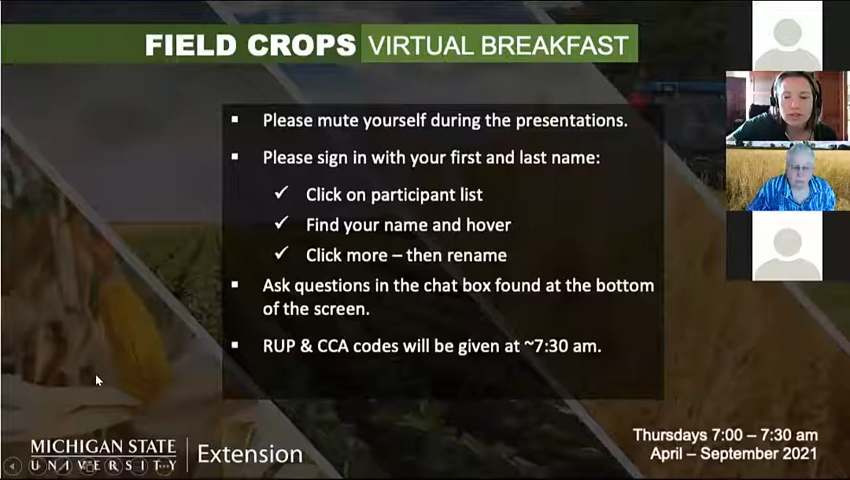 FIELD CROPS VIRTUAL BREAKFAST
Please mute yourself during the presentations.
Please sign in with your first and last name:
Click on participant list
Find your name and hover
Click more – then rename
Ask questions in the chat box found at the bottom
of the screen.
RUP & CCA codes will be given at ~7:30 am.
MICHIGAN STATE
UNIVERSITY
Extension
Thursdays 7:00 – 7:30 am
April – September 2021